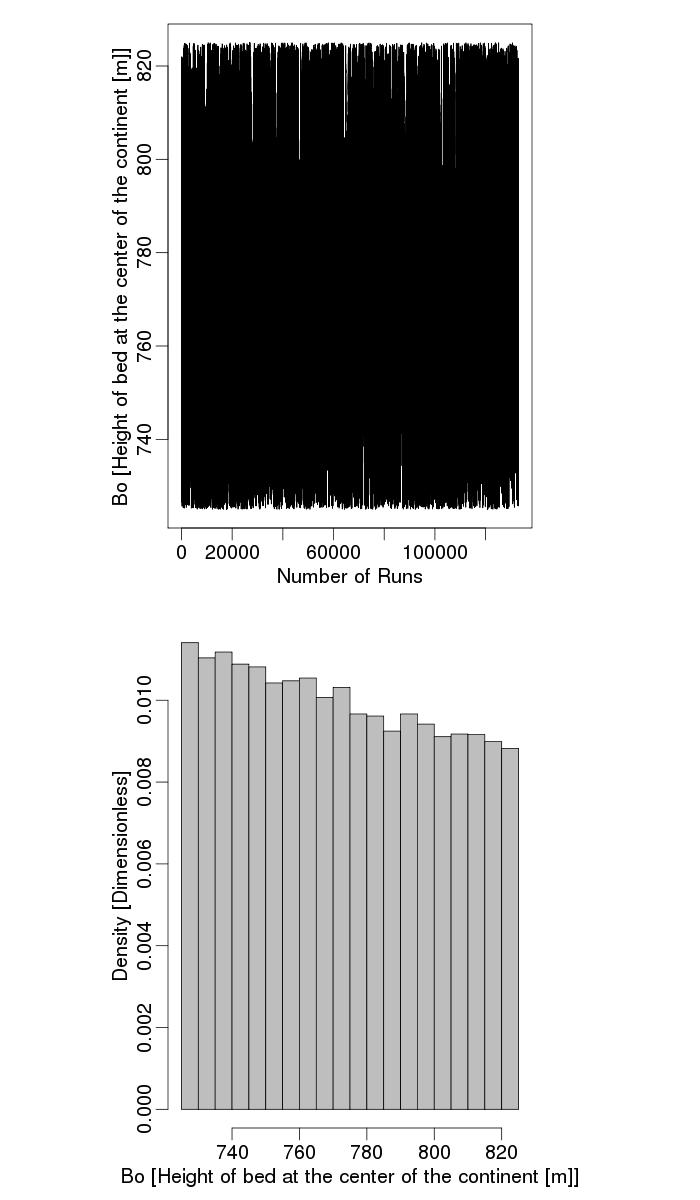 Bo [Height of bed at the center of the continent [m]]
820
800
780
760
740
0 20000 60000 100000
Number of Runs
Density [Dimensionless]
0.010
0.008
0.006
0.004
0.002
0.000
740 760 780 800 820
Bo [Height of bed at the center of the continent [m]]